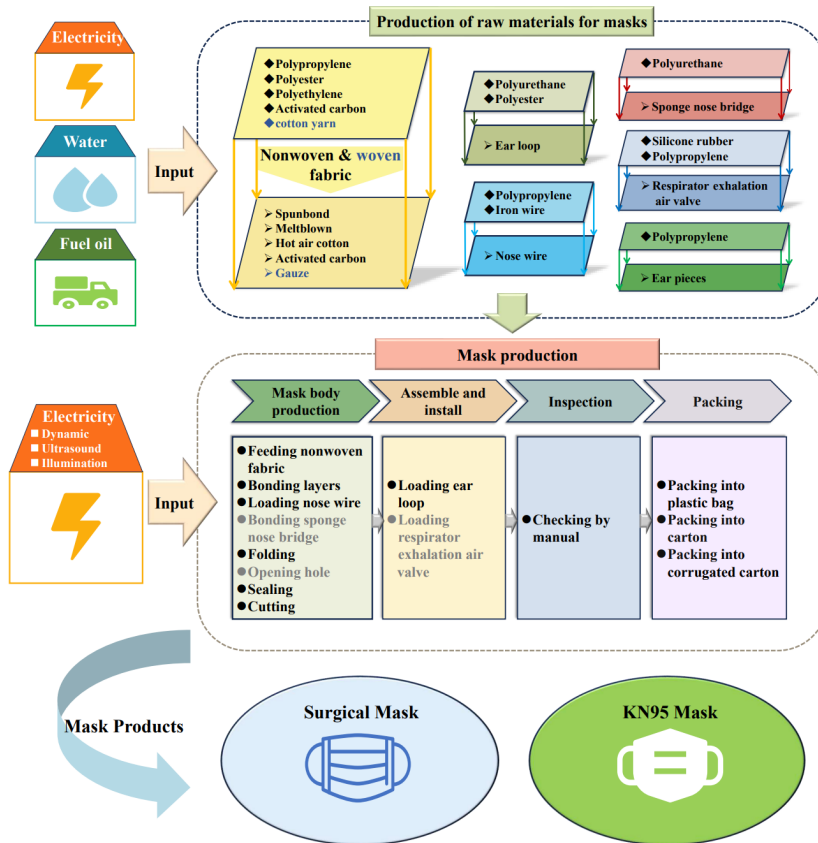 Electricity
Water
Fuel oil
Input
Production of raw materials for masks
Polypropylene
Polyester
Polyethylene
Activated carbon
cotton yarn
Nonwoven & woven
fabric
Spunbond
Meltblown
Hot air cotton
Activated carbon
Gauze
Polyurethane
Polyester
Ear loop
Polypropylene
Iron wire
Nose wire
Polyurethane
Sponge nose bridge
Silicone rubber
Polypropylene
Respirator exhalation
air valve
Polypropylene
Ear pieces
Mask production
Electricity
Dynamic
Ultrasound
Illumination
Input
Mask body
production
Feeding nonwoven
fabric
Bonding layers
Loading nose wire
Bonding sponge
nose bridge
Folding
Opening hole
Sealing
Cutting
Assemble and
install
Loading ear
loop
Loading
respirator
exhalation air
valve
Inspection
Checking by
manual
Packing
Packing into
plastic bag
Packing into
carton
Packing into
corrugated carton
Mask Products
Surgical Mask
KN95 Mask